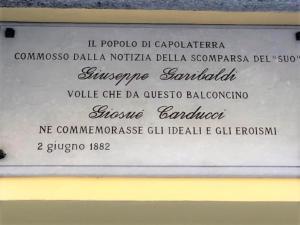 IL POPOLO DI CAPOLATERRA
COMMOSSO DALLA NOTIZIA DELLA SCOMPARSA DEL "SUO"
Giuseppe Garibaldi
VOLLE CHE DA QUESTO BALCONCINO
Giosuè Carducci
NE COMMEMORASSE GLI IDEALI E GLI EROISMI
2 giugno 1882